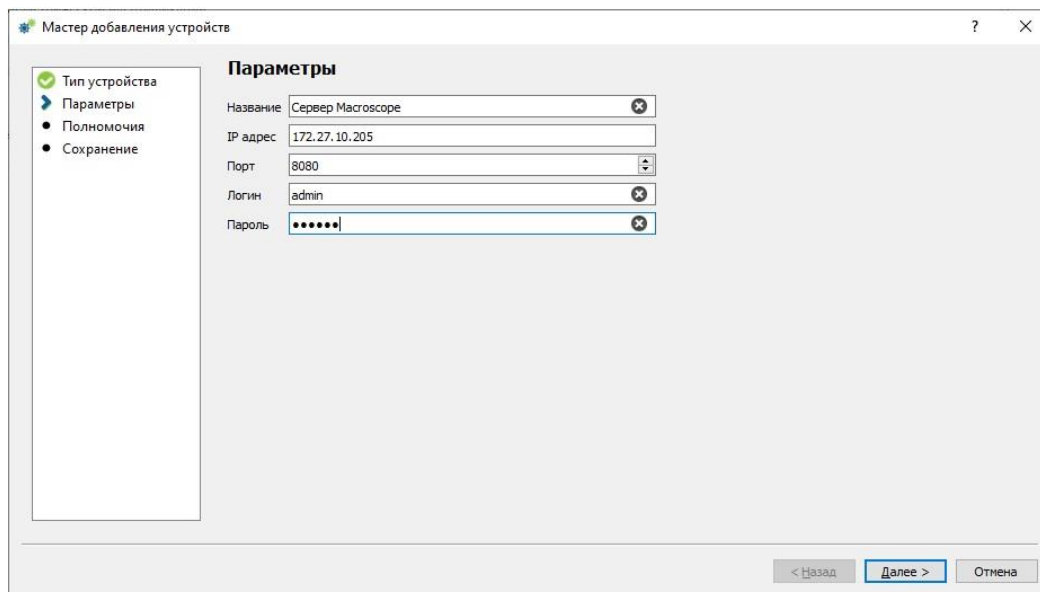 Мастер добавления устройств
?
Тип устройства
Параметры
Полномочия
Сохранение
Параметры
Название Сервер Macroscope
IP адрес 172.27.10.205
Порт 8080
Логин admin
Пароль ••••••
< Назад Далее > Отмена